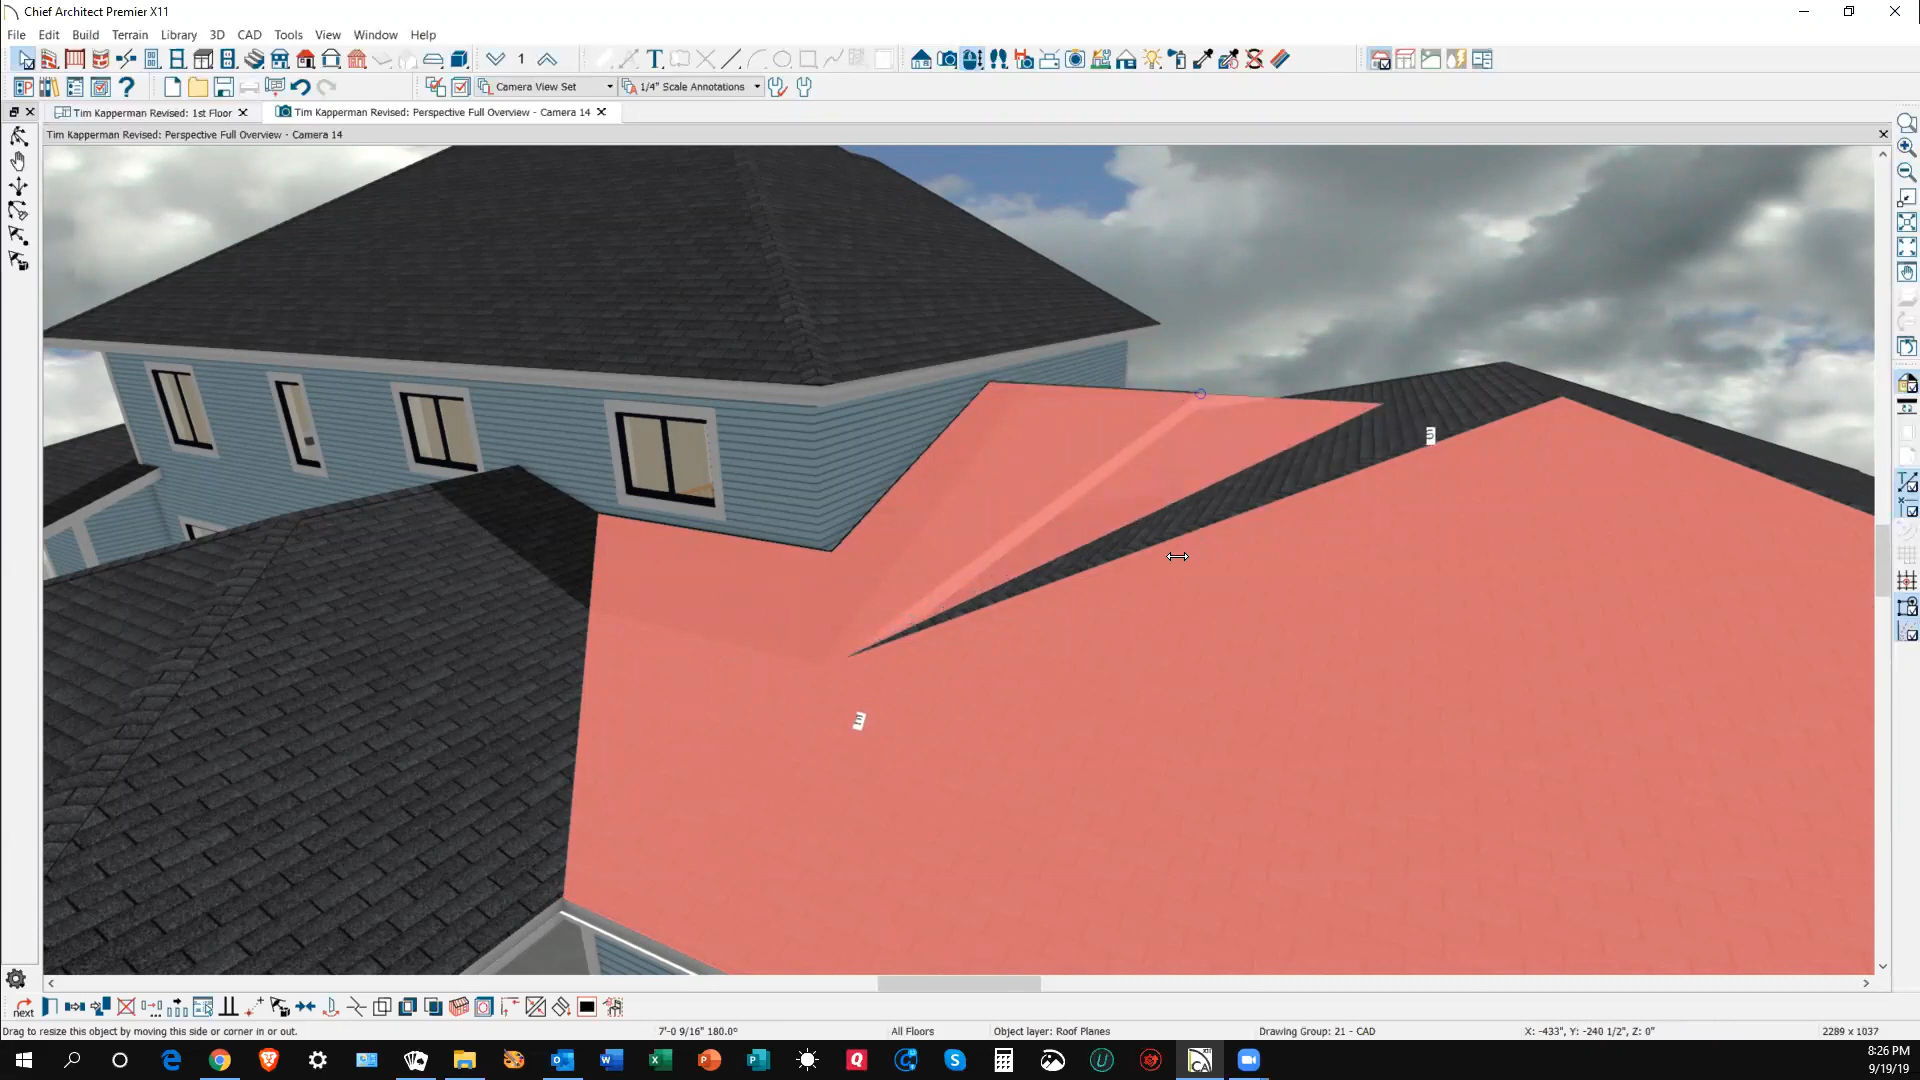 Chief Architect Premier X11
File Edit Build Terrain Library 3D CAD Tools Window View Help
1
Camera View Set
1/4" Scale Annotations
Tim Kapperman Revised: 1st Floor
Tim Kapperman Revised: Perspective Full Overview - Camera 14
Tim Kapperman Revised: Perspective Full Overview - Camera 14
next
Drag to resize this object by moving this side or corner in or out.
7'-0 9/16" 180.0°
All Floors
Object layer: Roof Planes
Drawing Group: 21 - CAD
X: -433", Y: -240 1/2", Z: 0"
2289 x 1037
8:26 PM
9/19/19